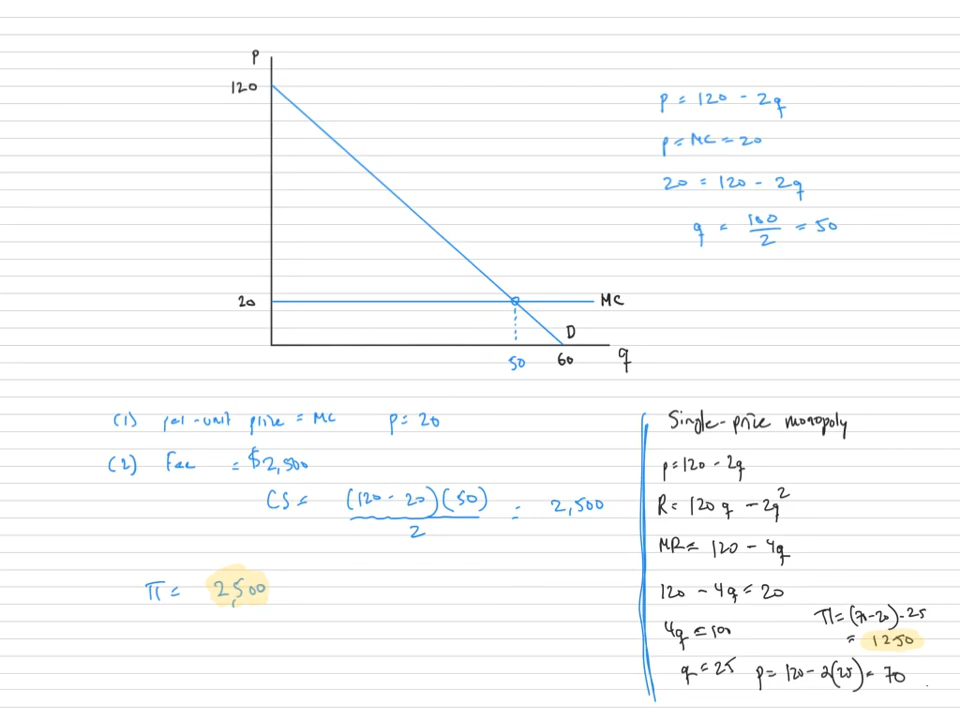 P
120
20
MC
D
50
60
q
p = 120 - 2q
p = MC = 20
20 = 120 - 2q
q = 100/2 = 50
(1) per-unit price = MC p = 20
(2) Fee = $2,500
CS = (120 - 20)(50)/2 = 2,500
π = 2,500
Single-price monopoly
p = 120 - 2q
R = 120q - 2q²
MR = 120 - 4q
120 - 4q = 20
4q = 100
π = (70-20)·25
= 1250
q = 25 p = 120 - 2(25) = 70